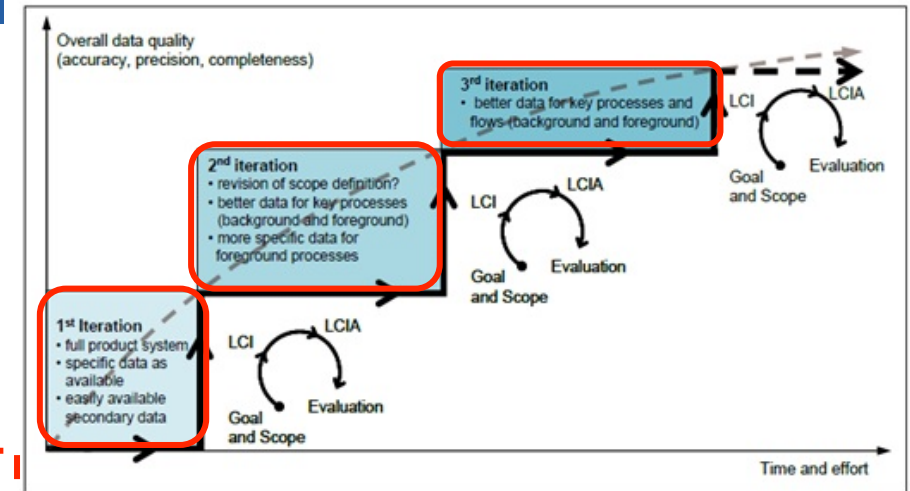 Overall data quality
(accuracy, precision, completeness)
3rd iteration
• better data for key processes and
flows (background and foreground)
LCI
LCIA
Goal
and Scope
Evaluation
2nd iteration
• revision of scope definition?
• better data for key processes
(background and foreground)
• more specific data for
foreground processes
LCI
LCIA
Goal
and Scope
Evaluation
1st Iteration
• full product system
• specific data as
available
• easily available
secondary data
LCI
LCIA
Goal
and Scope
Evaluation
Time and effort